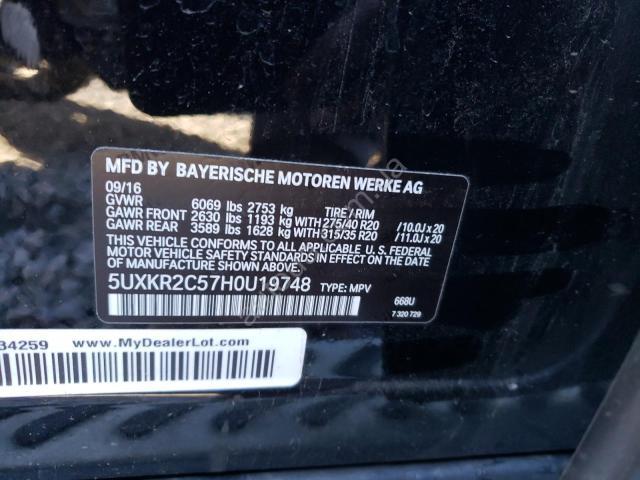 MFD BY BAYERISCHE MOTOREN WERKE AG
09/16
GVWR 6069 lbs 2753 kg TIRE / RIM
GAWR FRONT 2630 lbs 1193 kg WITH 275/40 R20 /10.0J x 20
GAWR REAR 3589 lbs 1628 kg WITH 315/35 R20 /11.0J x 20
THIS VEHICLE CONFORMS TO ALL APPLICABLE U. S. FEDERAL
MOTOR VEHICLE SAFETY STANDARDS IN EFFECT ON THE DATE
OF MANUFACTURE SHOWN ABOVE.
5UXKR2C57H0U19748 TYPE: MPV
668U
7 320 729
34259 www.MyDealerLot.com